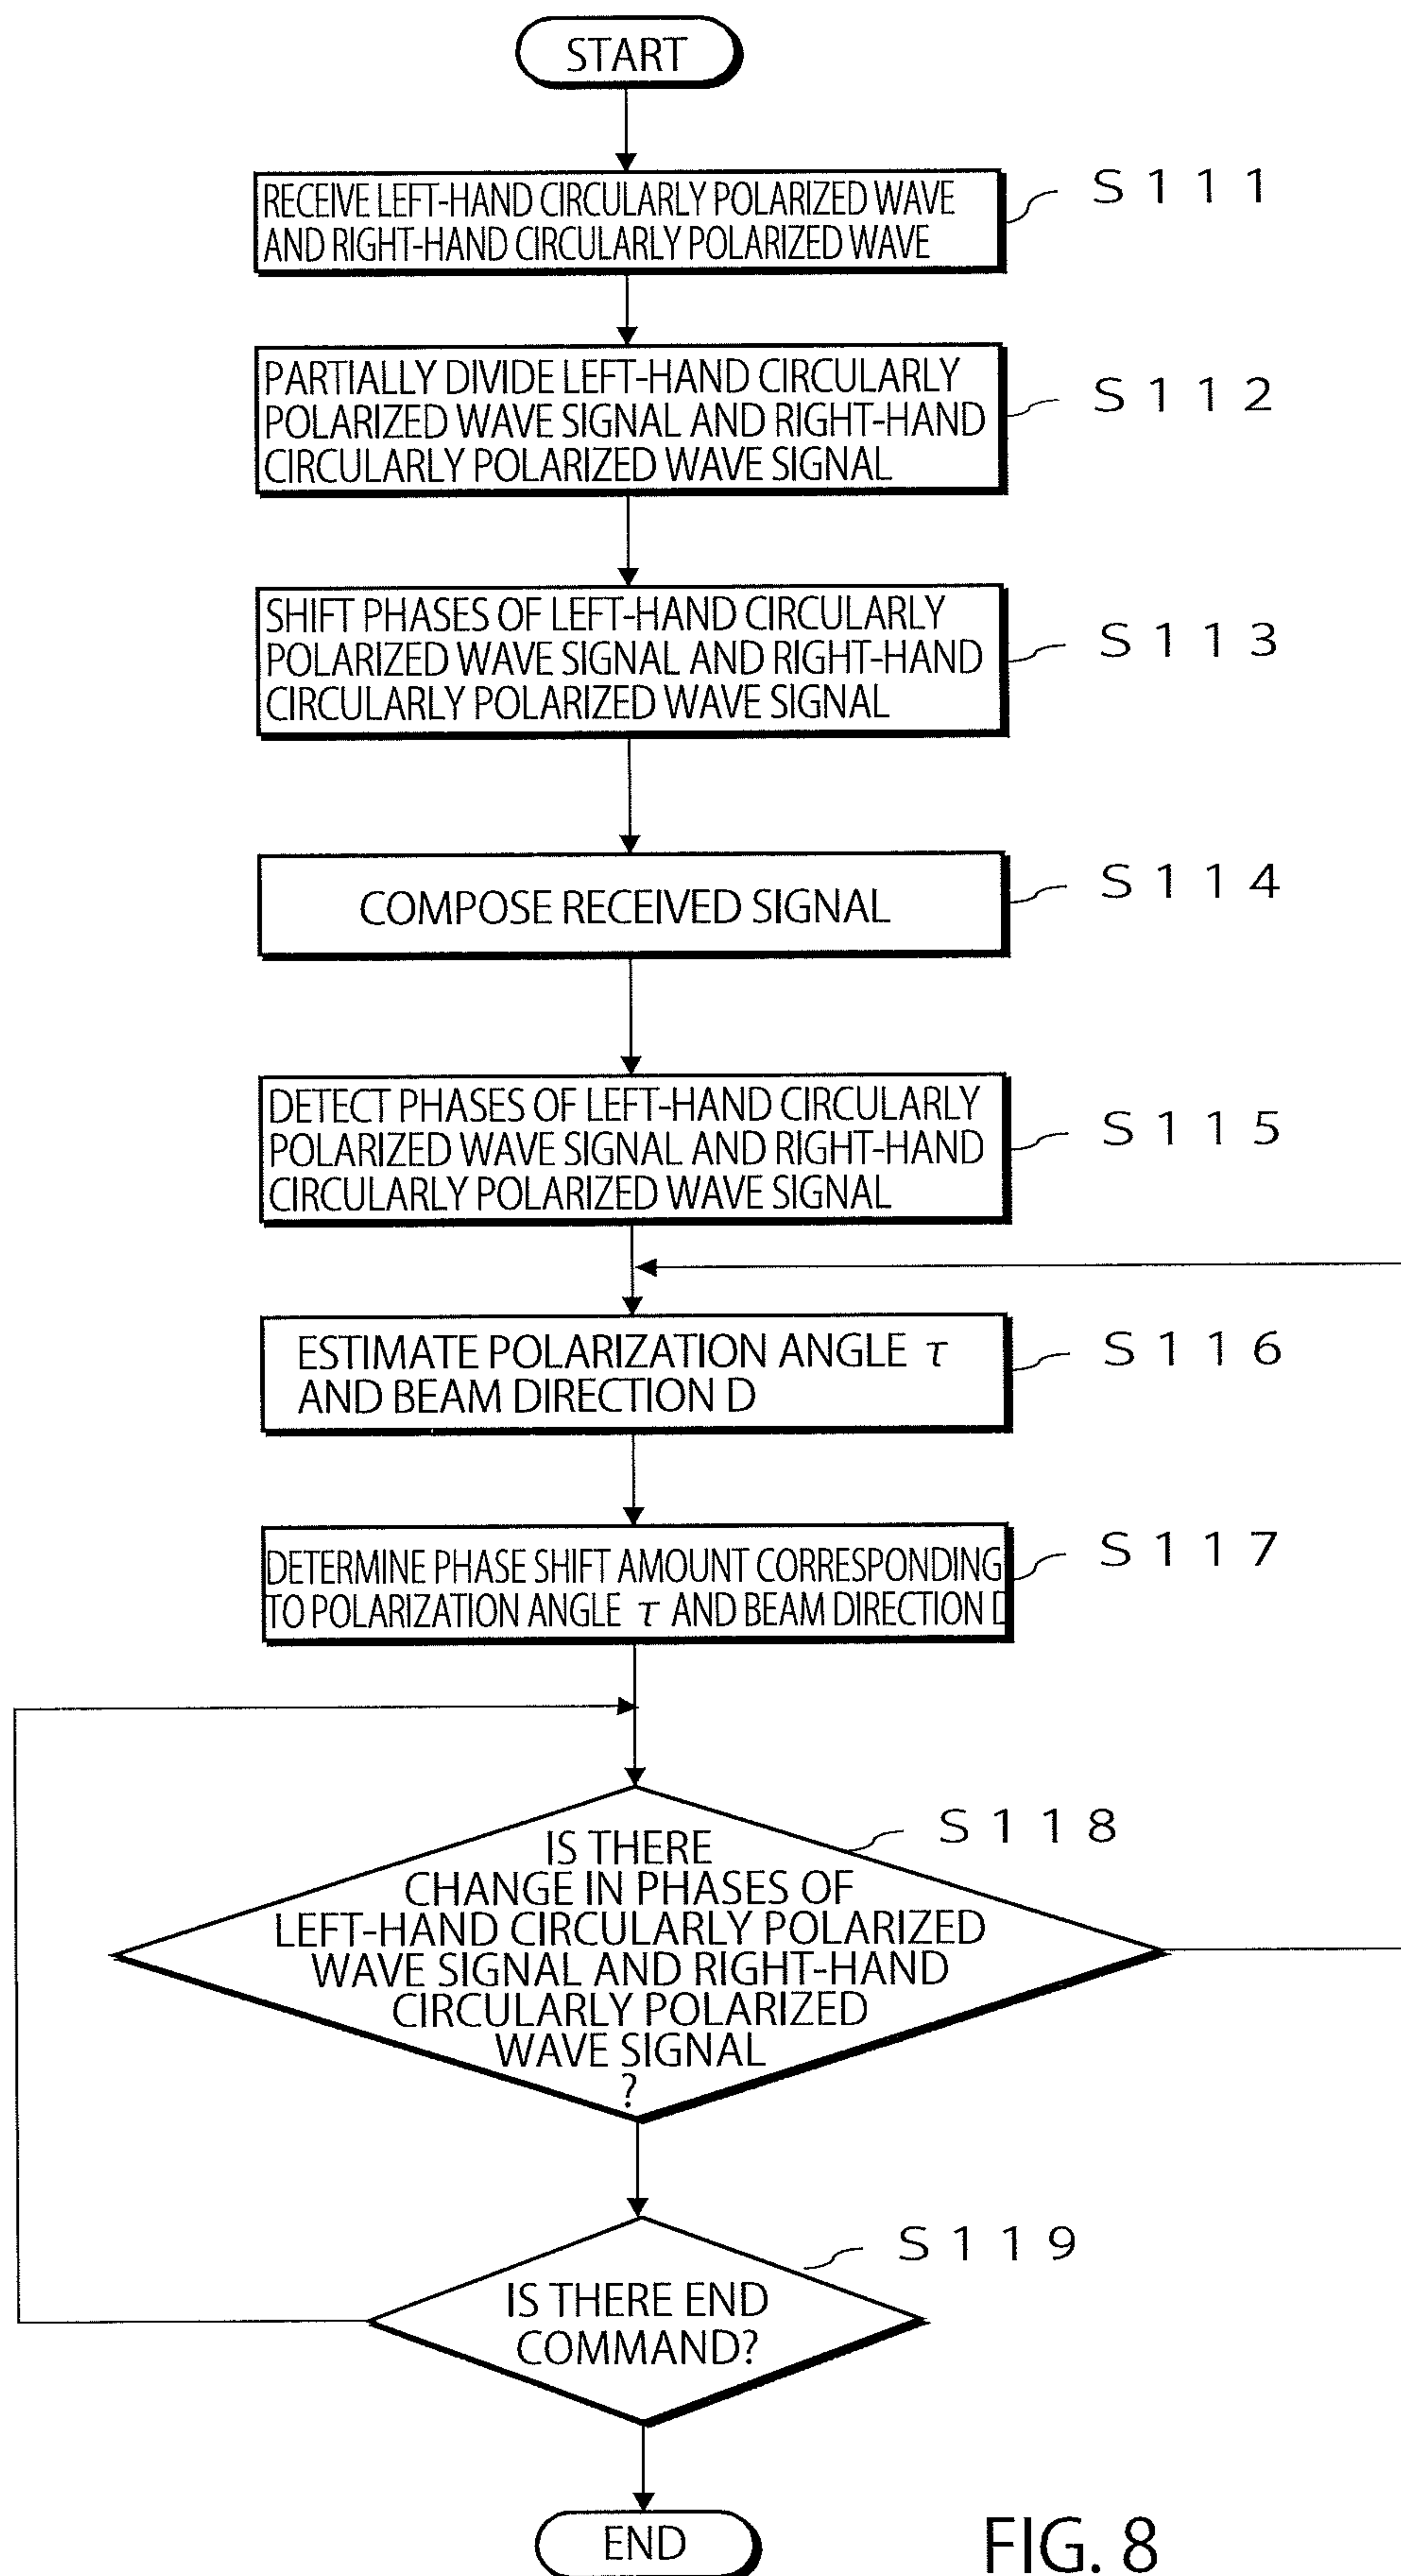 START
RECEIVE LEFT-HAND CIRCULARLY POLARIZED WAVE
AND RIGHT-HAND CIRCULARLY POLARIZED WAVE
S111
PARTIALLY DIVIDE LEFT-HAND CIRCULARLY
POLARIZED WAVE SIGNAL AND RIGHT-HAND
CIRCULARLY POLARIZED WAVE SIGNAL
S112
SHIFT PHASES OF LEFT-HAND CIRCULARLY
POLARIZED WAVE SIGNAL AND RIGHT-HAND
CIRCULARLY POLARIZED WAVE SIGNAL
S113
COMPOSE RECEIVED SIGNAL
S114
DETECT PHASES OF LEFT-HAND CIRCULARLY
POLARIZED WAVE SIGNAL AND RIGHT-HAND
CIRCULARLY POLARIZED WAVE SIGNAL
S115
ESTIMATE POLARIZATION ANGLE τ
AND BEAM DIRECTION D
S116
DETERMINE PHASE SHIFT AMOUNT CORRESPONDING
TO POLARIZATION ANGLE τ AND BEAM DIRECTION D
S117
IS THERE
CHANGE IN PHASES OF
LEFT-HAND CIRCULARLY POLARIZED
WAVE SIGNAL AND RIGHT-HAND
CIRCULARLY POLARIZED
WAVE SIGNAL
?
S118
IS THERE END
COMMAND?
S119
END
FIG. 8